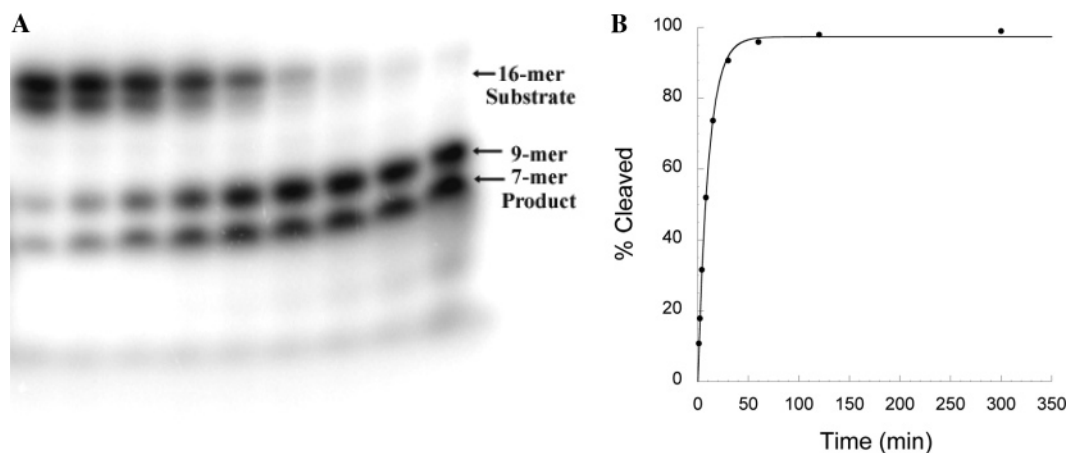 A
16-mer
Substrate
9-mer
7-mer
Product
B
100
80
60
40
20
0
% Cleaved
0 50 100 150 200 250 300 350
Time (min)